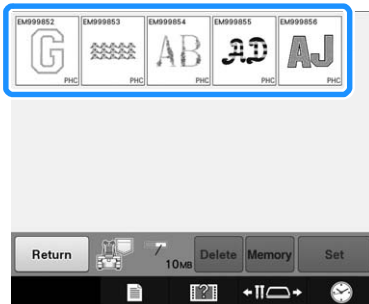 EM999852 EM999853 EM999854 EM999855 EM999856
G AB AD AJ
PHC PHC PHC PHC PHC
Return 10MB Delete Memory Set